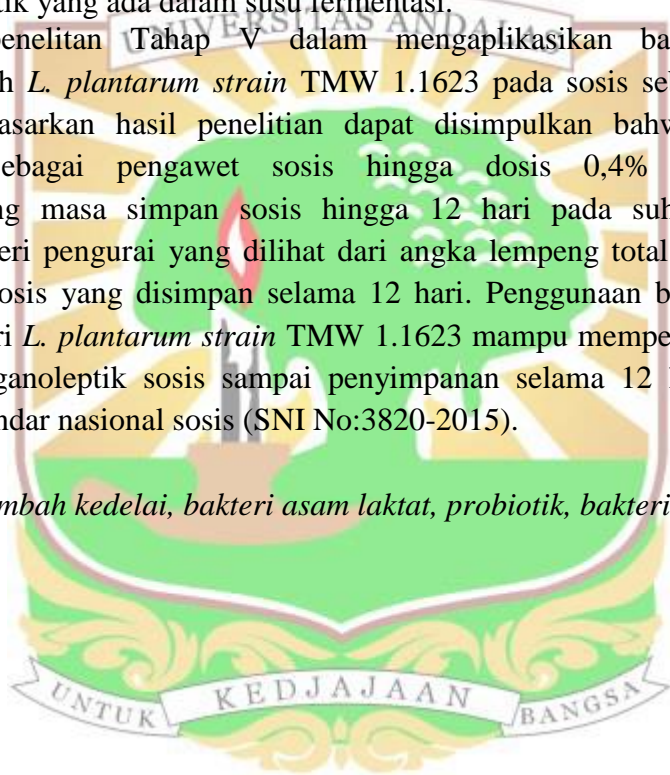 tik yang ada dalam susu fermentasi.
UNIVERSITAS ANDALAS
penelitan Tahap V dalam mengaplikasikan ba
h L. plantarum strain TMW 1.1623 pada sosis se
asarkan hasil penelitian dapat disimpulkan bahw
sebagai pengawet sosis hingga dosis 0,4%
ng masa simpan sosis hingga 12 hari pada suh
eri pengurai yang dilihat dari angka lempeng total
osis yang disimpan selama 12 hari. Penggunaan b
ri L. plantarum strain TMW 1.1623 mampu mempe
ganoleptik sosis sampai penyimpanan selama 12
ndar nasional sosis (SNI No:3820-2015).
mbah kedelai, bakteri asam laktat, probiotik, bakteri
UNTUK KEDJAJAAN BANGSA